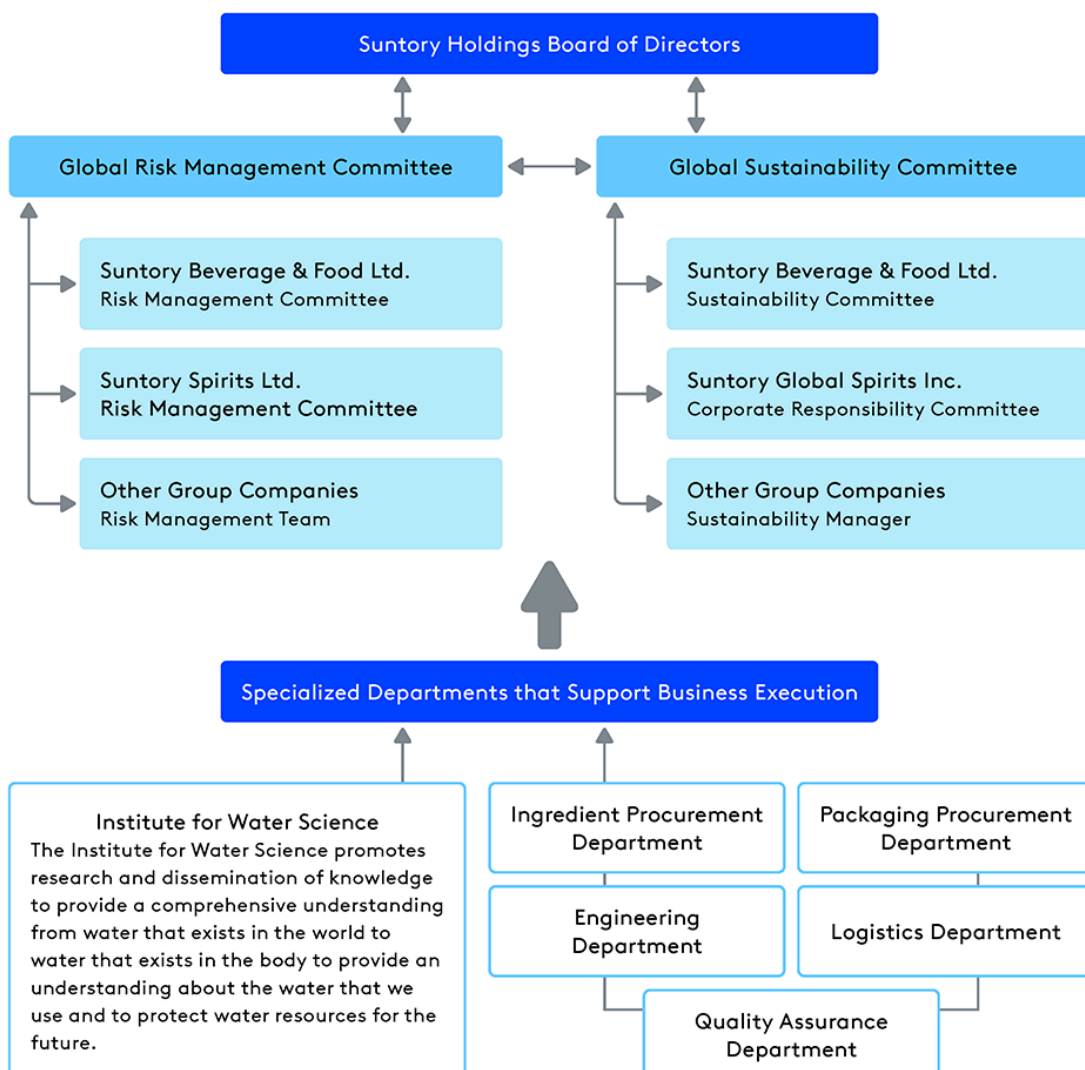 Suntory Holdings Board of Directors
Global Risk Management Committee
Global Sustainability Committee
Suntory Beverage & Food Ltd.
Risk Management Committee
Suntory Spirits Ltd.
Risk Management Committee
Other Group Companies
Risk Management Team
Suntory Beverage & Food Ltd.
Sustainability Committee
Suntory Global Spirits Inc.
Corporate Responsibility Committee
Other Group Companies
Sustainability Manager
Specialized Departments that Support Business Execution
Institute for Water Science
The Institute for Water Science promotes
research and dissemination of knowledge
to provide a comprehensive understanding
from water that exists in the world to
water that exists in the body to provide an
understanding about the water that we
use and to protect water resources for the
future.
Ingredient Procurement
Department
Packaging Procurement
Department
Engineering
Department
Logistics Department
Quality Assurance
Department